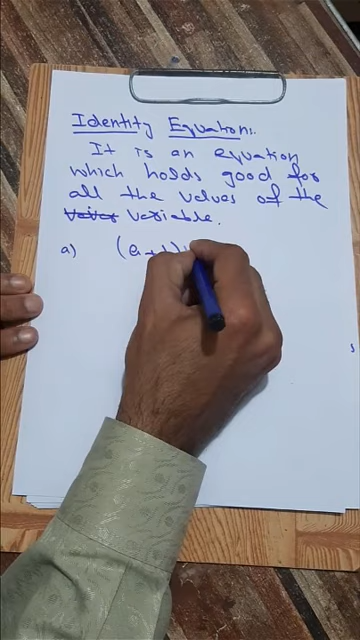 Identity Equation:
It is an equation
which holds good for
all the values of the
variable.
a) (a+b)